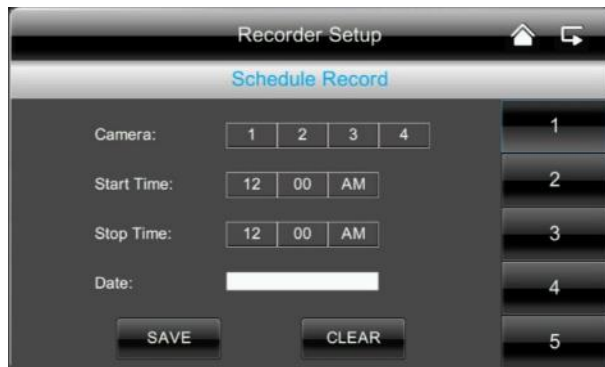 Recorder Setup
Schedule Record
Camera: 1 2 3 4
Start Time: 12 00 AM
Stop Time: 12 00 AM
Date:
SAVE CLEAR
1
2
3
4
5